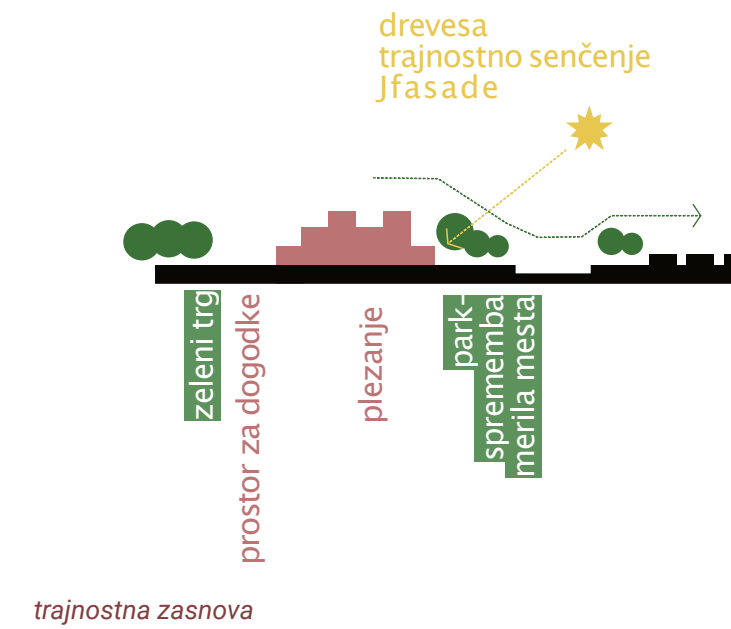 drevesa
trajnostno senčenje
Jfasade
zeleni trg
prostor za dogodke
plezanje
park-
sprememba
merila mesta
trajnostna zasnova